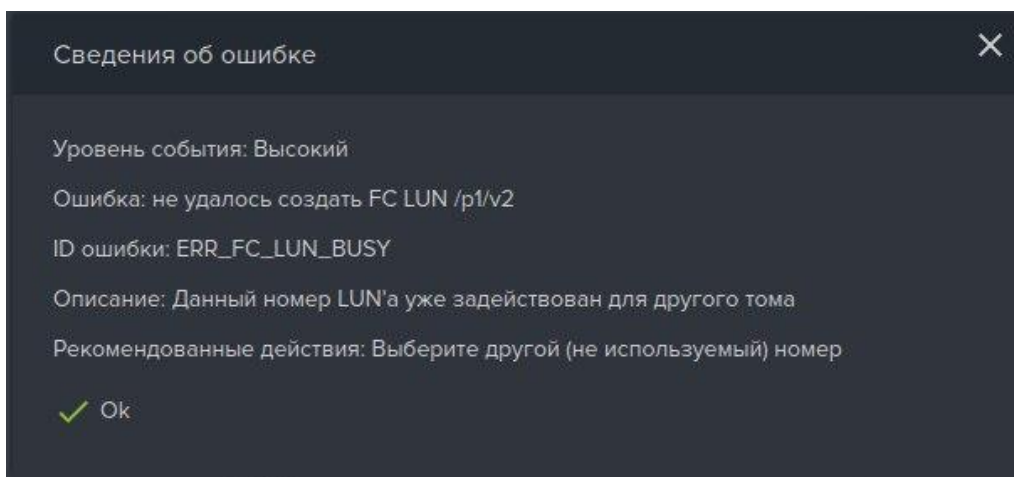 Сведения об ошибке
Уровень события: Высокий
Ошибка: не удалось создать FC LUN /p1/v2
ID ошибки: ERR_FC_LUN_BUSY
Описание: Данный номер LUN'а уже задействован для другого тома
Рекомендованные действия: Выберите другой (не используемый) номер
Ok